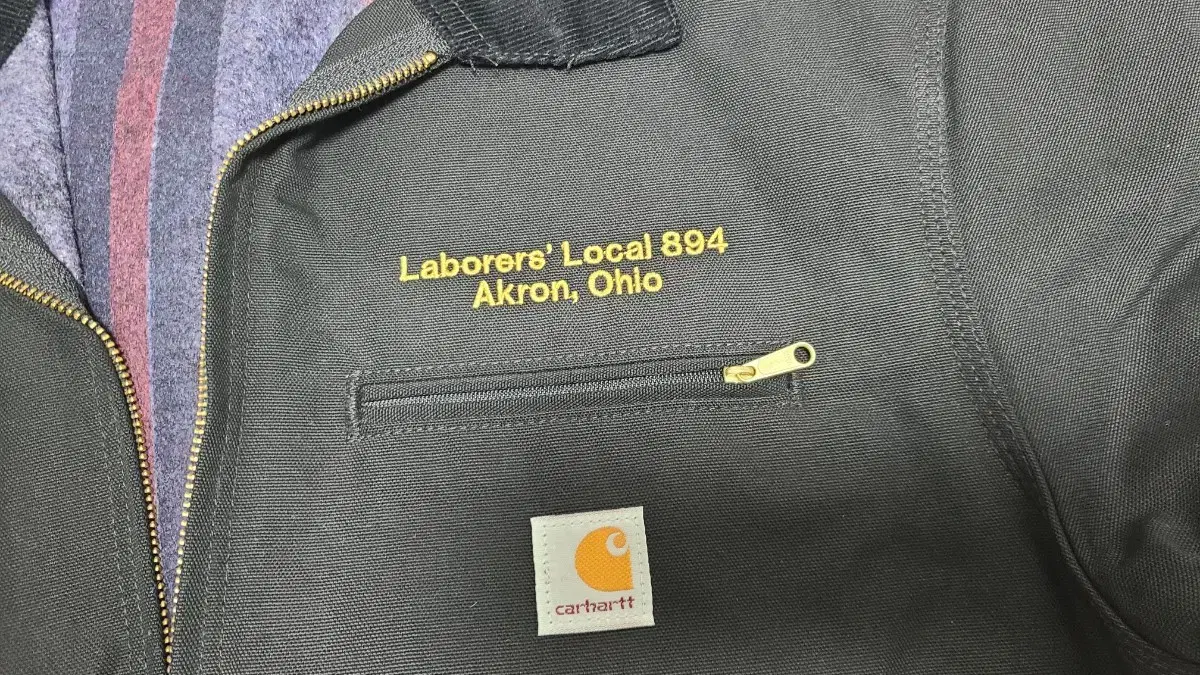 Laborers' Local 894
Akron, Ohio
carhartt